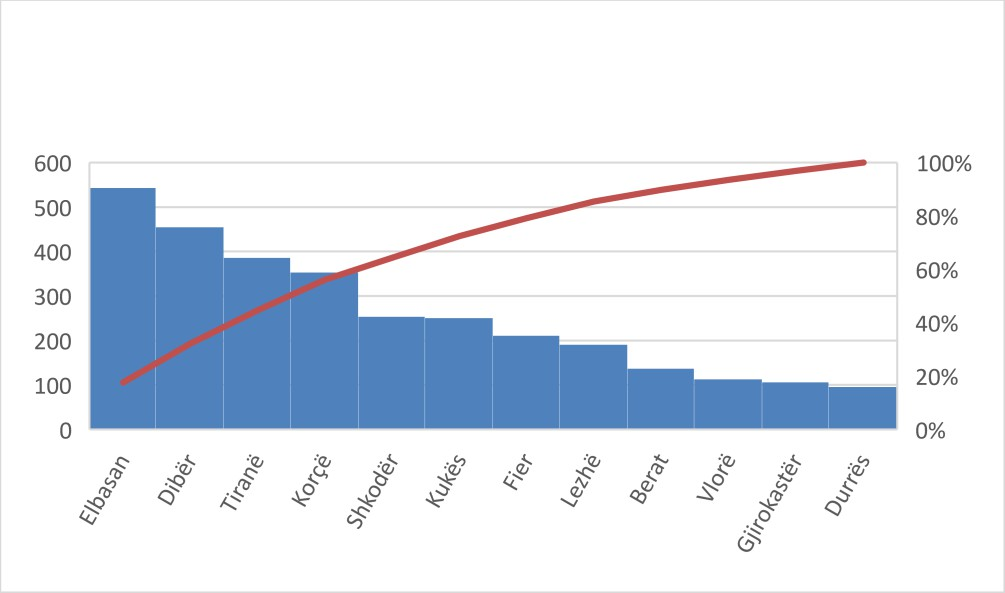 600
500
400
300
200
100
0
100%
80%
60%
40%
20%
0%
Elbasan
Dibër
Tiranë
Korçë
Shkodër
Kukës
Fier
Lezhë
Berat
Vlorë
Gjirokastër
Durrës